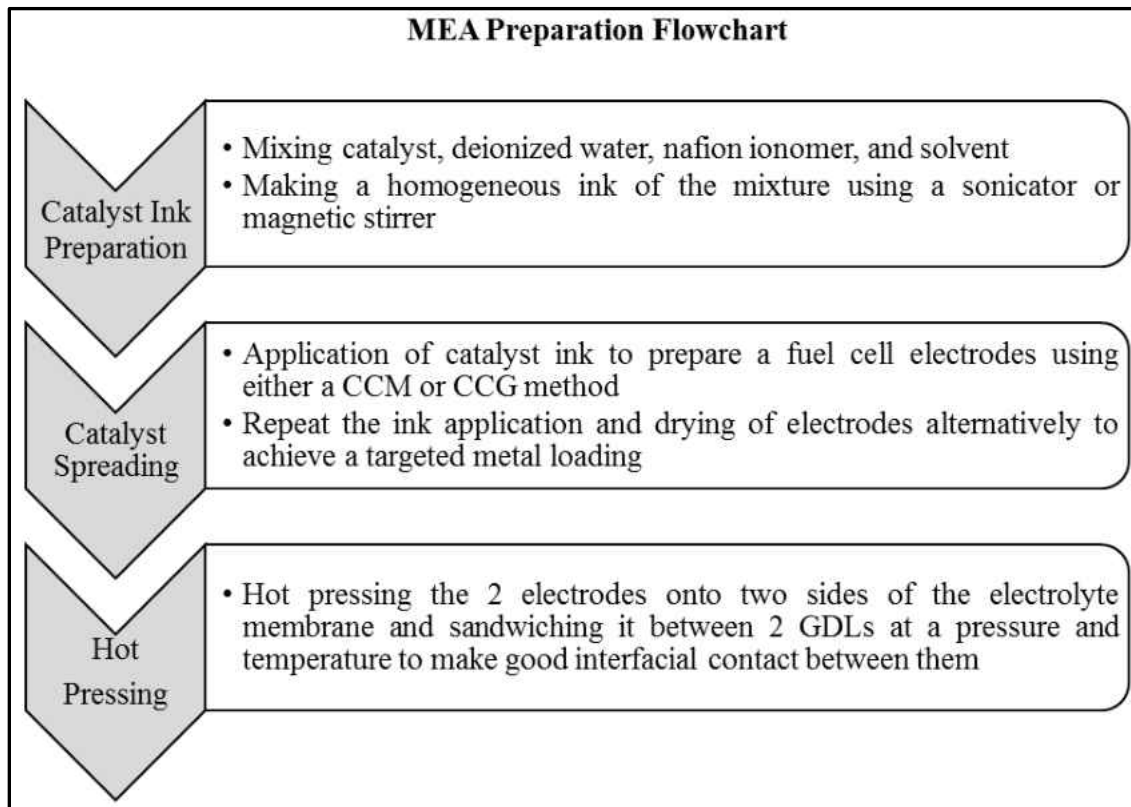 MEA Preparation Flowchart
Catalyst Ink
Preparation
• Mixing catalyst, deionized water, nafion ionomer, and solvent
• Making a homogeneous ink of the mixture using a sonicator or
magnetic stirrer
Catalyst
Spreading
• Application of catalyst ink to prepare a fuel cell electrodes using
either a CCM or CCG method
• Repeat the ink application and drying of electrodes alternatively to
achieve a targeted metal loading
Hot
Pressing
• Hot pressing the 2 electrodes onto two sides of the electrolyte
membrane and sandwiching it between 2 GDLs at a pressure and
temperature to make good interfacial contact between them